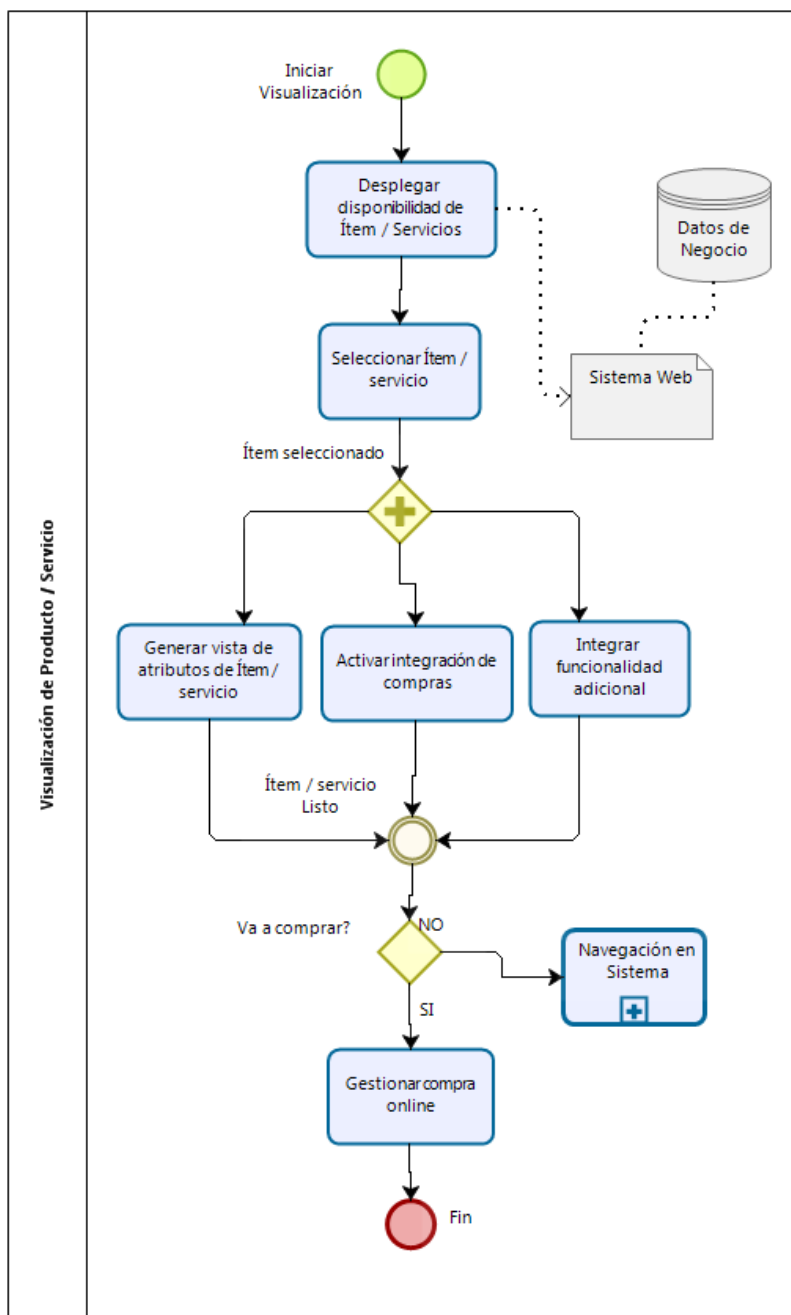 Visualización de Producto / Servicio
Iniciar
Visualización
Desplegar
disponibilidad de
Ítem / Servicios
Datos de
Negocio
Seleccionar Ítem /
servicio
Sistema Web
Ítem seleccionado
Generar vista de
atributos de Ítem /
servicio
Activar integración de
compras
Integrar
funcionalidad
adicional
Ítem / servicio
Listo
Va a comprar?
NO
Navegación en
Sistema
SI
Gestionar compra
online
Fin